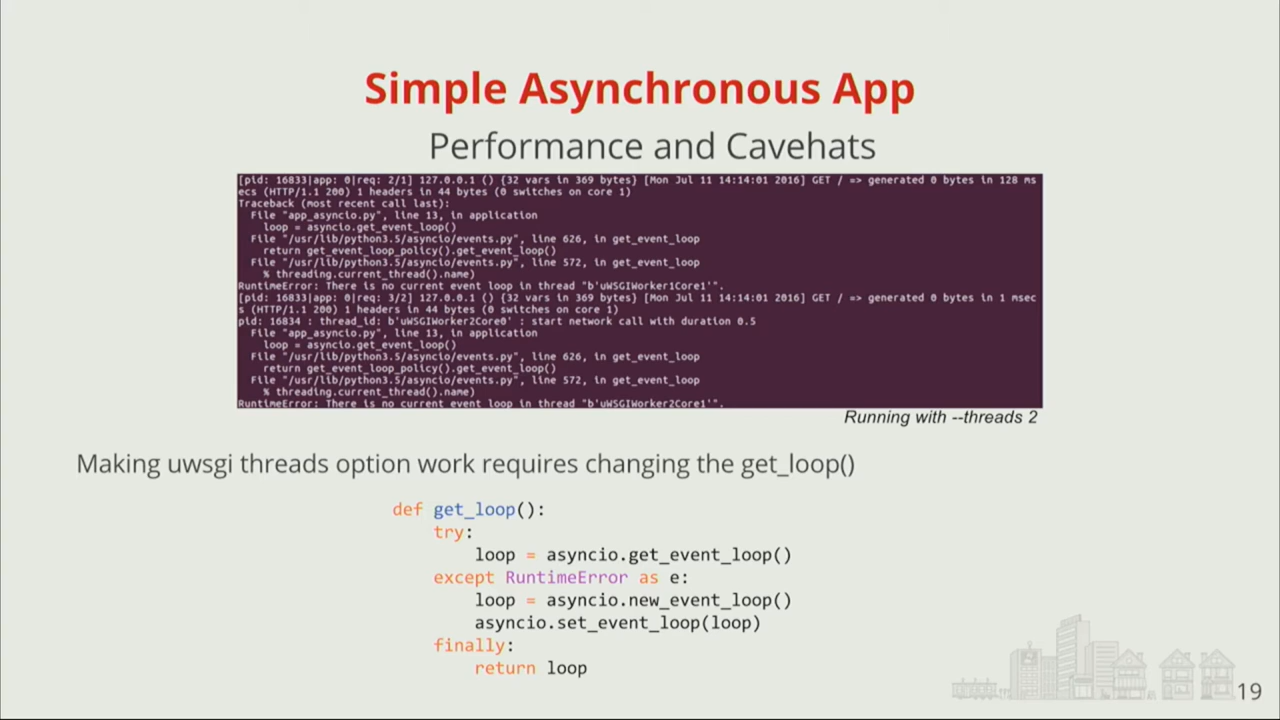 Simple Asynchronous App
Performance and Cavehats
[pid: 16833|app: 0|req: 2/1] 127.0.0.1 () {32 vars in 369 bytes} [Mon Jul 11 14:14:01 2016] GET / => generated 0 bytes in 128 ms
ecs (HTTP/1.1 200) 1 headers in 44 bytes (0 switches on core 1)
Traceback (most recent call last):
  File "app_asyncio.py", line 13, in application
    loop = asyncio.get_event_loop()
  File "/usr/lib/python3.5/asyncio/events.py", line 626, in get_event_loop
    return get_event_loop_policy().get_event_loop()
  File "/usr/lib/python3.5/asyncio/events.py", line 572, in get_event_loop
    % threading.current_thread().name)
RuntimeError: There is no current event loop in thread "b'uWSGIWorker1Core1'".
[pid: 16833|app: 0|req: 3/2] 127.0.0.1 () {32 vars in 369 bytes} [Mon Jul 11 14:14:01 2016] GET / => generated 0 bytes in 1 msec
s (HTTP/1.1 200) 1 headers in 44 bytes (0 switches on core 1)
pid: 16834 : thread_id: b'uWSGIWorker2Core0' : start network call with duration 0.5
  File "app_asyncio.py", line 13, in application
    loop = asyncio.get_event_loop()
  File "/usr/lib/python3.5/asyncio/events.py", line 626, in get_event_loop
    return get_event_loop_policy().get_event_loop()
  File "/usr/lib/python3.5/asyncio/events.py", line 572, in get_event_loop
    % threading.current_thread().name)
RuntimeError: There is no current event loop in thread "b'uWSGIWorker2Core1'".
Running with --threads 2
Making uwsgi threads option work requires changing the get_loop()
def get_loop():
    try:
        loop = asyncio.get_event_loop()
    except RuntimeError as e:
        loop = asyncio.new_event_loop()
        asyncio.set_event_loop(loop)
    finally:
        return loop
19